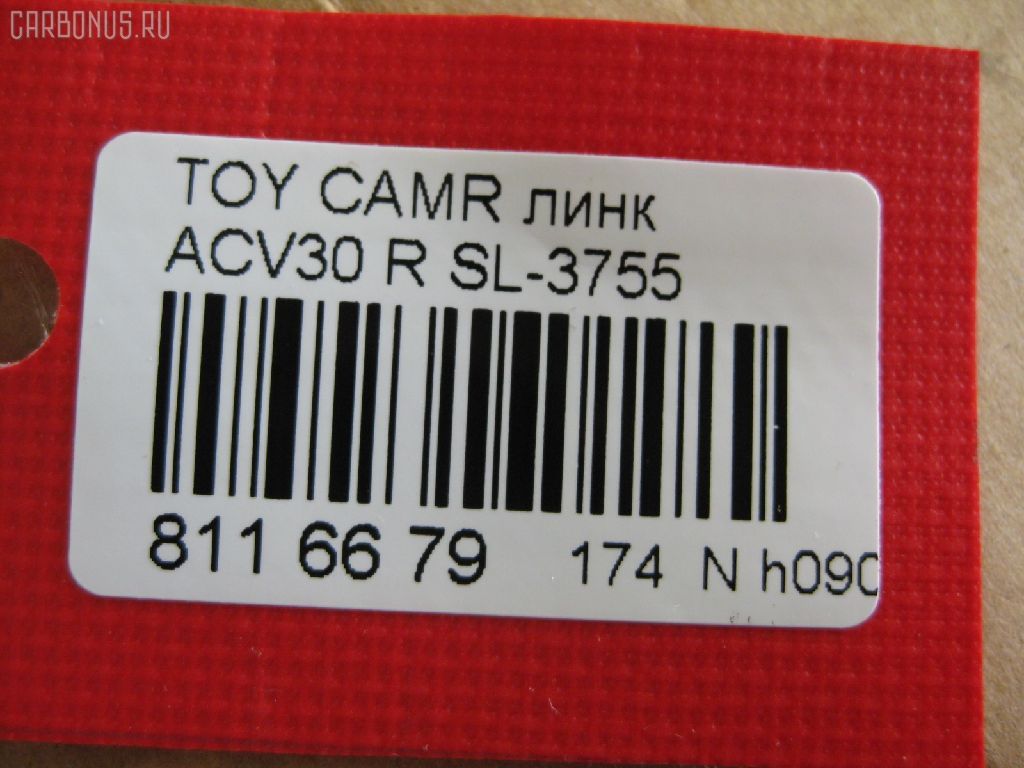 CARBONUS.RU
TOY CAMR линк
ACV30 R SL-3755
811 66 79 174 N h090